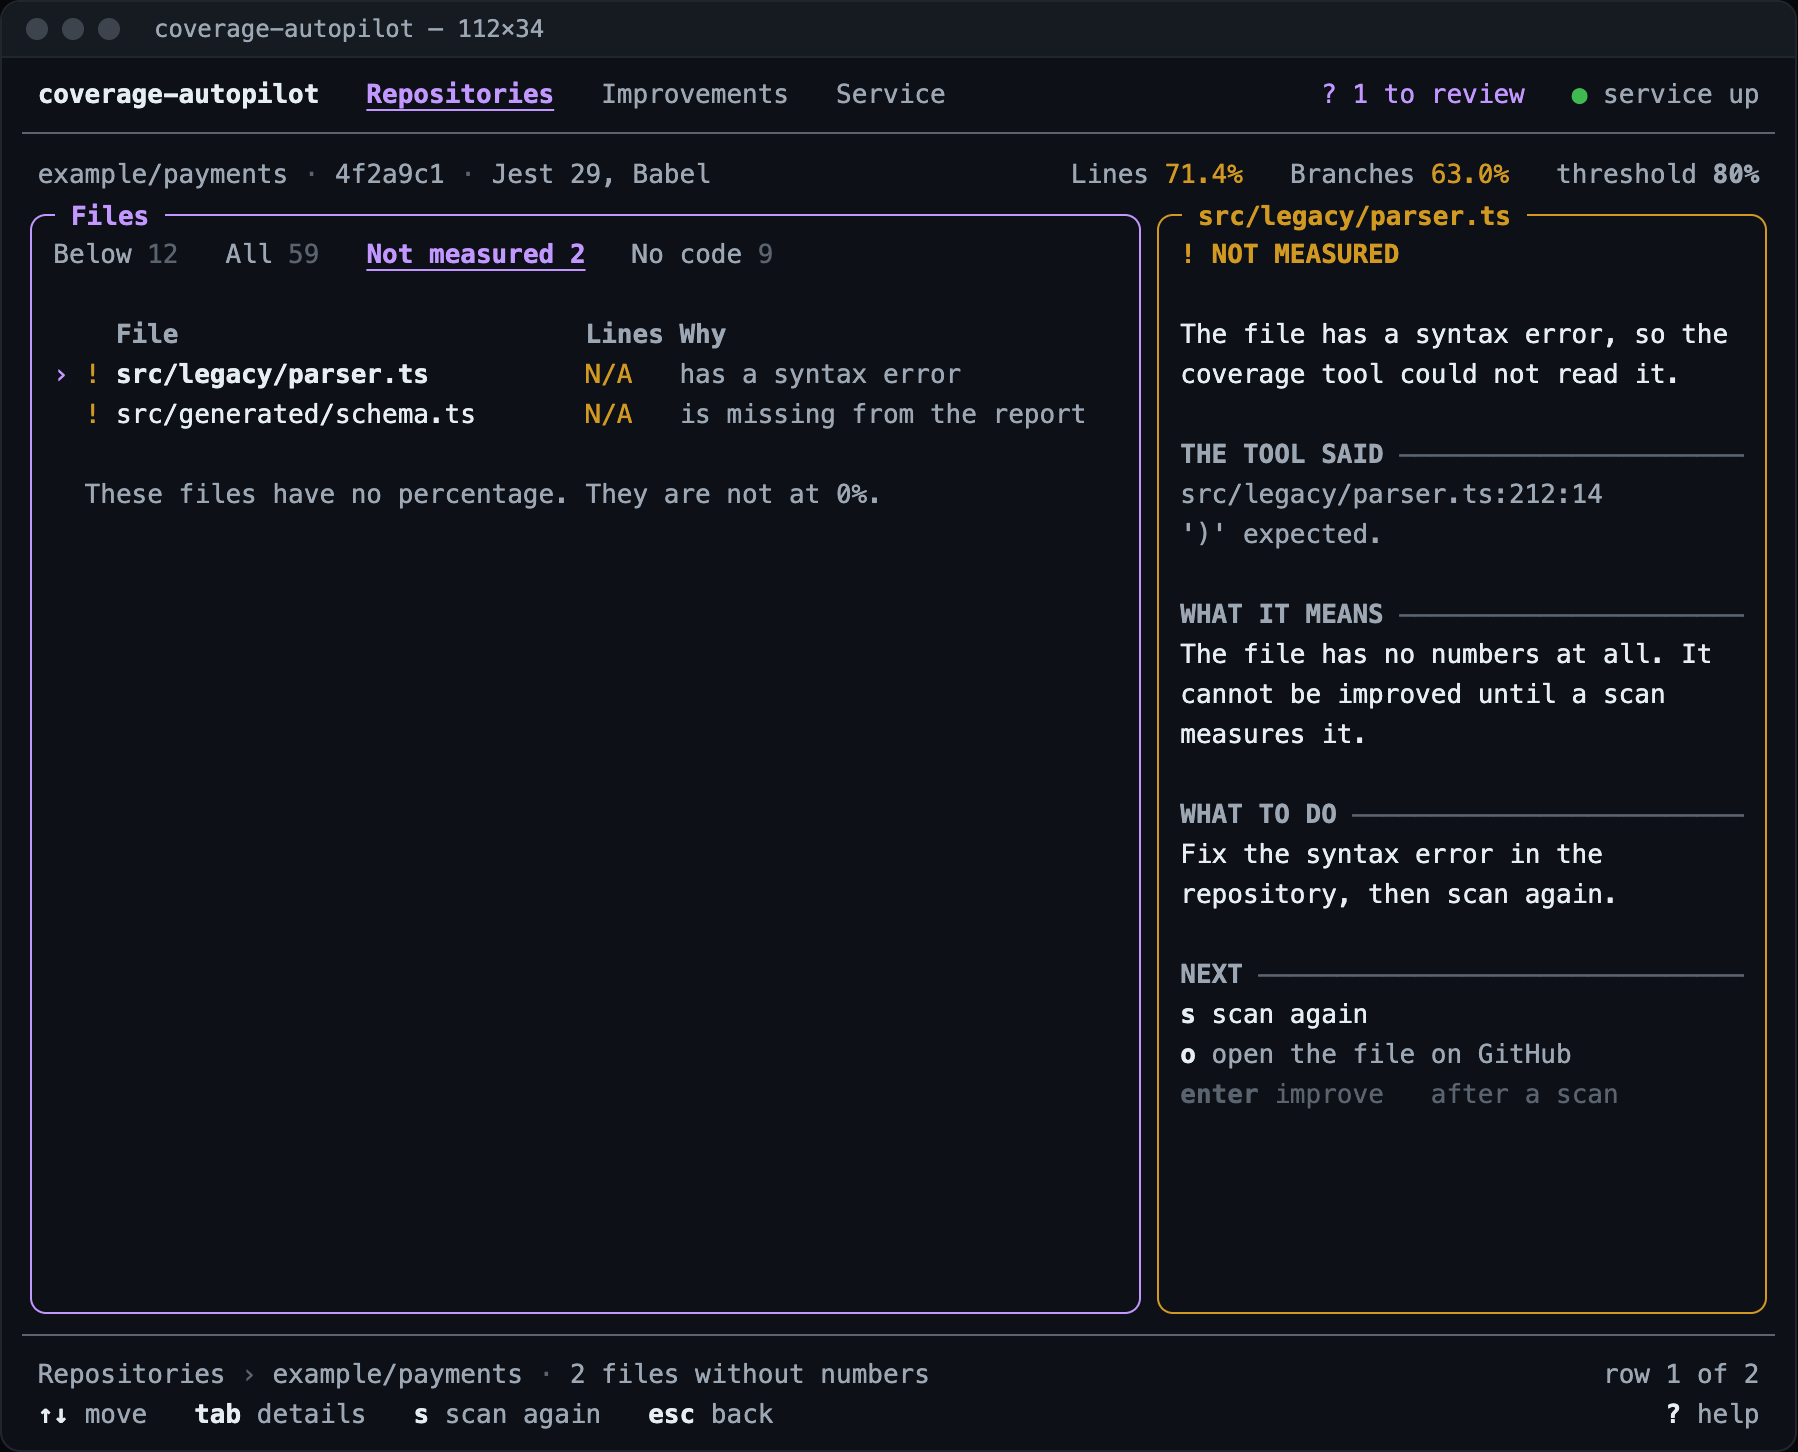 coverage-autopilot — 112×34
coverage-autopilot Repositories Improvements Service ? 1 to review ● service up
example/payments · 4f2a9c1 · Jest 29, Babel Lines 71.4% Branches 63.0% threshold 80%
Files
Below 12 All 59 Not measured 2 No code 9
File Lines Why
› ! src/legacy/parser.ts N/A has a syntax error
! src/generated/schema.ts N/A is missing from the report
These files have no percentage. They are not at 0%.
src/legacy/parser.ts
! NOT MEASURED
The file has a syntax error, so the
coverage tool could not read it.
THE TOOL SAID
src/legacy/parser.ts:212:14
')' expected.
WHAT IT MEANS
The file has no numbers at all. It
cannot be improved until a scan
measures it.
WHAT TO DO
Fix the syntax error in the
repository, then scan again.
NEXT
s scan again
o open the file on GitHub
enter improve after a scan
Repositories › example/payments · 2 files without numbers row 1 of 2
↑↓ move tab details s scan again esc back ? help